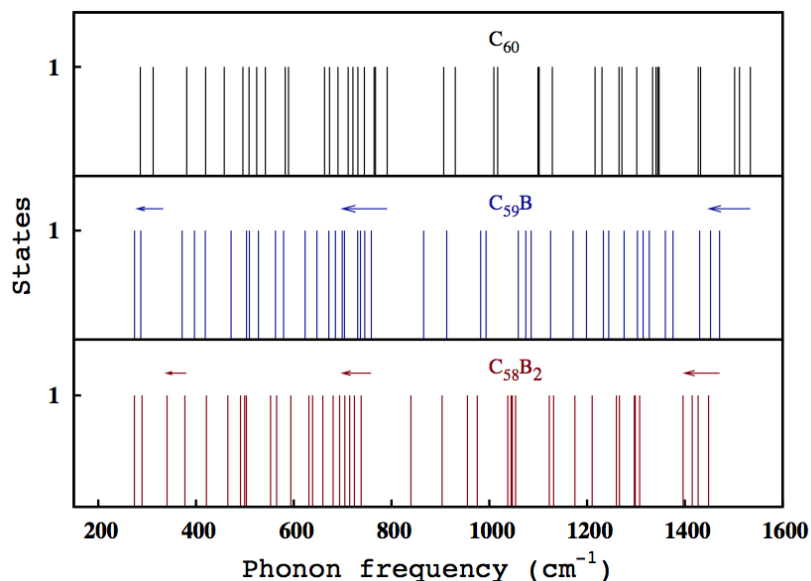 C₆₀
1
C₅₉B
1
States
C₅₈B₂
1
200 400 600 800 1000 1200 1400 1600
Phonon frequency (cm⁻¹)